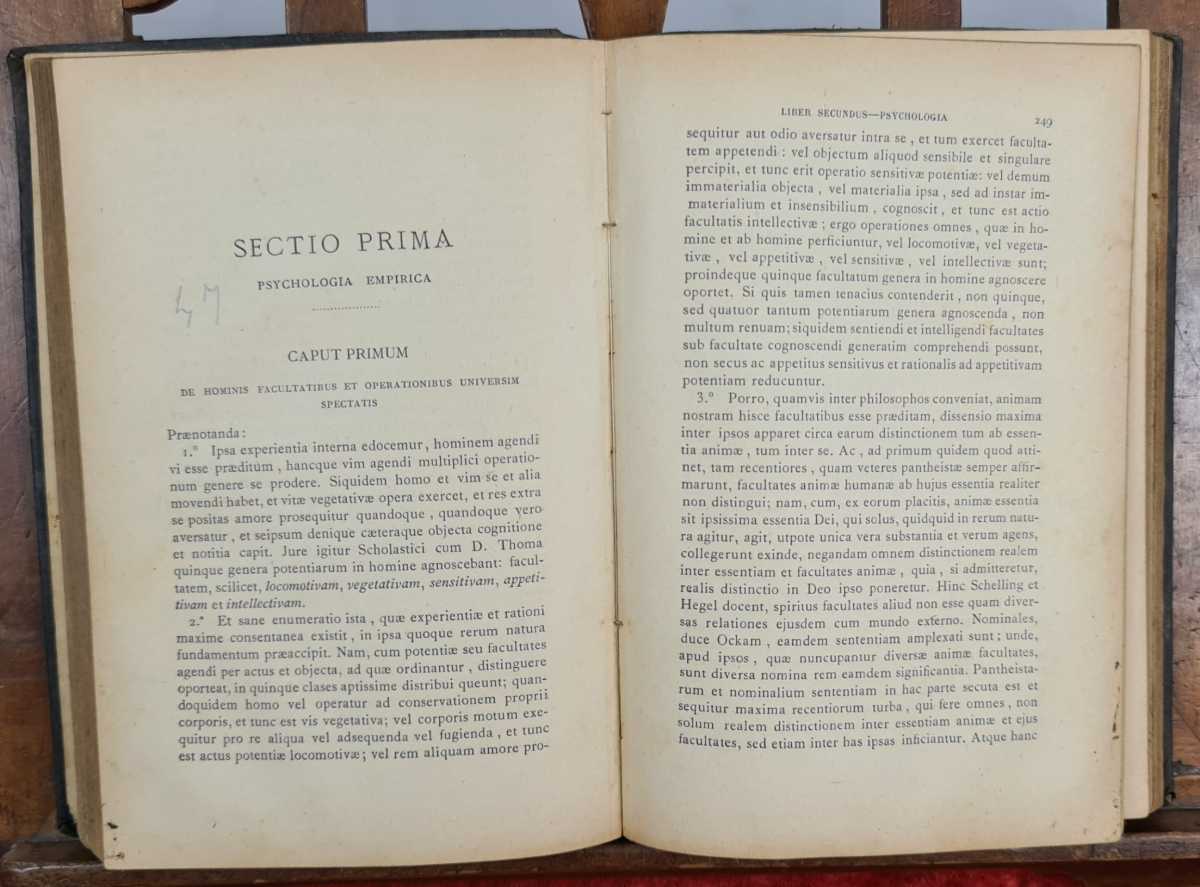 SECTIO PRIMA
PSYCHOLOGIA EMPIRICA
CAPUT PRIMUM
DE HOMINIS FACULTATIBUS ET OPERATIONIBUS UNIVERSIM
SPECTATIS
Prænotanda:
1.° Ipsa experientia interna edocemur, hominem agendi
vi esse præditum, hancque vim agendi multiplici operatio-
num genere se prodere. Siquidem homo et vim se et alia
movendi habet, et vitæ vegetativæ opera exercet, et res extra
se positas amore prosequitur quandoque, quandoque vero
aversatur, et seipsum denique cæteraque objecta cognitione
et notitia capit. Jure igitur Scholastici cum D. Thoma
quinque genera potentiarum in homine agnoscebant: facul-
tatem, scilicet, locomotivam, vegetativam, sensitivam, appeti-
tivam et intellectivam.
2.° Et sane enumeratio ista, quæ experientiæ et rationi
maxime consentanea existit, in ipsa quoque rerum natura
fundamentum præaccipit. Nam, cum potentiæ seu facultates
agendi per actus et objecta, ad quæ ordinantur, distinguere
oporteat, in quinque clases aptissime distribui queunt; quan-
doquidem homo vel operatur ad conservationem proprii
corporis, et tunc est vis vegetativa; vel corporis motum exe-
quitur pro re aliqua vel adsequenda vel fugienda, et tunc
est actus potentiæ locomotivæ; vel rem aliquam amore pro-
LIBER SECUNDUS—PSYCHOLOGIA 249
sequitur aut odio aversatur intra se, et tum exercet faculta-
tem appetendi: vel objectum aliquod sensibile et singulare
percipit, et tunc erit operatio sensitivæ potentiæ: vel demum
immaterialia objecta, vel materialia ipsa, sed ad instar im-
materialium et insensibilium, cognoscit, et tunc est actio
facultatis intellectivæ; ergo operationes omnes, quæ in ho-
mine et ab homine perficiuntur, vel locomotivæ, vel vegeta-
tivæ, vel appetitivæ, vel sensitivæ, vel intellectivæ sunt;
proindeque quinque facultatum genera in homine agnoscere
oportet. Si quis tamen tenacius contenderit, non quinque,
sed quatuor tantum potentiarum genera agnoscenda, non
multum renuam; siquidem sentiendi et intelligendi facultates
sub facultate cognoscendi generatim comprehendi possunt,
non secus ac appetitus sensitivus et rationalis ad appetitivam
potentiam reducuntur.
3.° Porro, quamvis inter philosophos conveniat, animam
nostram hisce facultatibus esse præditam, dissensio maxima
inter ipsos apparet circa earum distinctionem tum ab essen-
tia animæ, tum inter se. Ac, ad primum quidem quod atti-
net, tam recentiores, quam veteres pantheistæ semper affir-
marunt, facultates animæ humanæ ab hujus essentia realiter
non distingui; nam, cum, ex eorum placitis, animæ essentia
sit ipsissima essentia Dei, qui solus, quidquid in rerum natu-
ra agitur, agit, utpote unica vera substantia et verum agens,
collegerunt exinde, negandam omnem distinctionem realem
inter essentiam et facultates animæ, quia, si admitteretur,
realis distinctio in Deo ipso poneretur. Hinc Schelling et
Hegel docent, spiritus facultates aliud non esse quam diver-
sas relationes ejusdem cum mundo externo. Nominales,
duce Ockam, eamdem sententiam amplexati sunt; unde,
apud ipsos, quæ nuncupantur diversæ animæ facultates,
sunt diversa nomina rem eamdem significantia. Pantheista-
rum et nominalium sententiam in hac parte secuta est et
sequitur maxima recentiorum turba, qui fere omnes, non
solum realem distinctionem inter essentiam animæ et ejus
facultates, sed etiam inter has ipsas inficiantur. Atque hanc